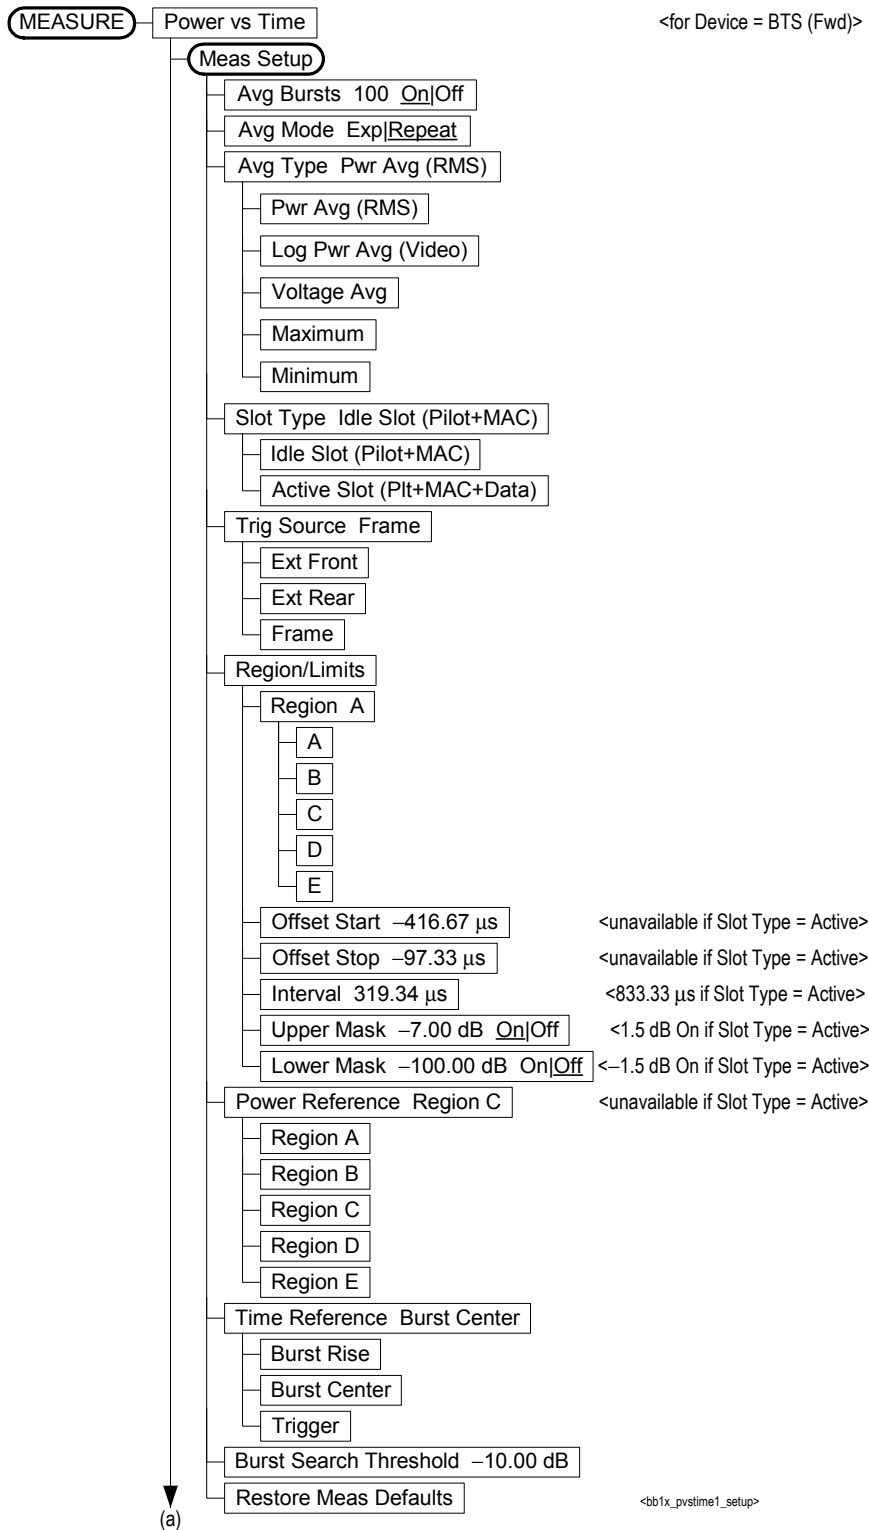 MEASURE Power vs Time <for Device = BTS (Fwd)>
Meas Setup
Avg Bursts 100 On|Off
Avg Mode Exp|Repeat
Avg Type Pwr Avg (RMS)
Pwr Avg (RMS)
Log Pwr Avg (Video)
Voltage Avg
Maximum
Minimum
Slot Type Idle Slot (Pilot+MAC)
Idle Slot (Pilot+MAC)
Active Slot (Plt+MAC+Data)
Trig Source Frame
Ext Front
Ext Rear
Frame
Region/Limits
Region A
A
B
C
D
E
Offset Start –416.67 μs <unavailable if Slot Type = Active>
Offset Stop –97.33 μs <unavailable if Slot Type = Active>
Interval 319.34 μs <833.33 μs if Slot Type = Active>
Upper Mask –7.00 dB On|Off <1.5 dB On if Slot Type = Active>
Lower Mask –100.00 dB On|Off <–1.5 dB On if Slot Type = Active>
Power Reference Region C <unavailable if Slot Type = Active>
Region A
Region B
Region C
Region D
Region E
Time Reference Burst Center
Burst Rise
Burst Center
Trigger
Burst Search Threshold –10.00 dB
Restore Meas Defaults <bb1x_pvstime1_setup>
(a)